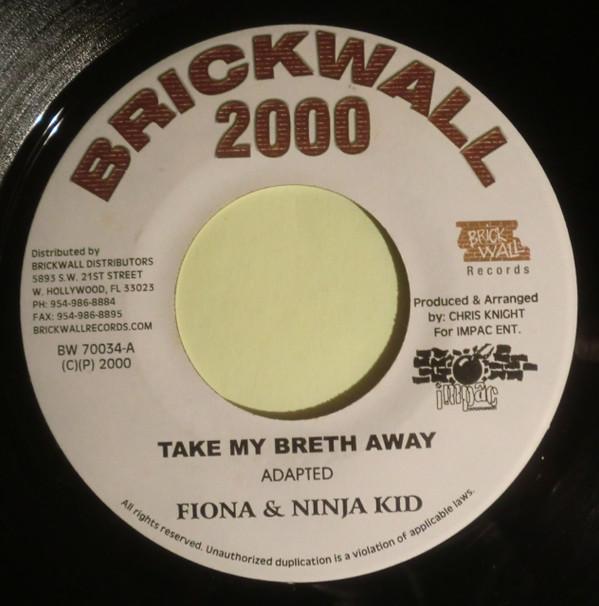 BRICKWALL
2000
Distributed by
BRICKWALL DISTRIBUTORS
5893 S.W. 21ST STREET
W. HOLLYWOOD, FL 33023
PH: 954-986-8884
FAX: 954-986-8895
BRICKWALLRECORDS.COM
BW 70034-A
(C)(P) 2000
BRICK
WALL
Records
Produced & Arranged
by: CHRIS KNIGHT
For IMPAC ENT.
impac
TAKE MY BRETH AWAY
ADAPTED
FIONA & NINJA KID
All rights reserved. Unauthorized duplication is a violation of applicable laws.